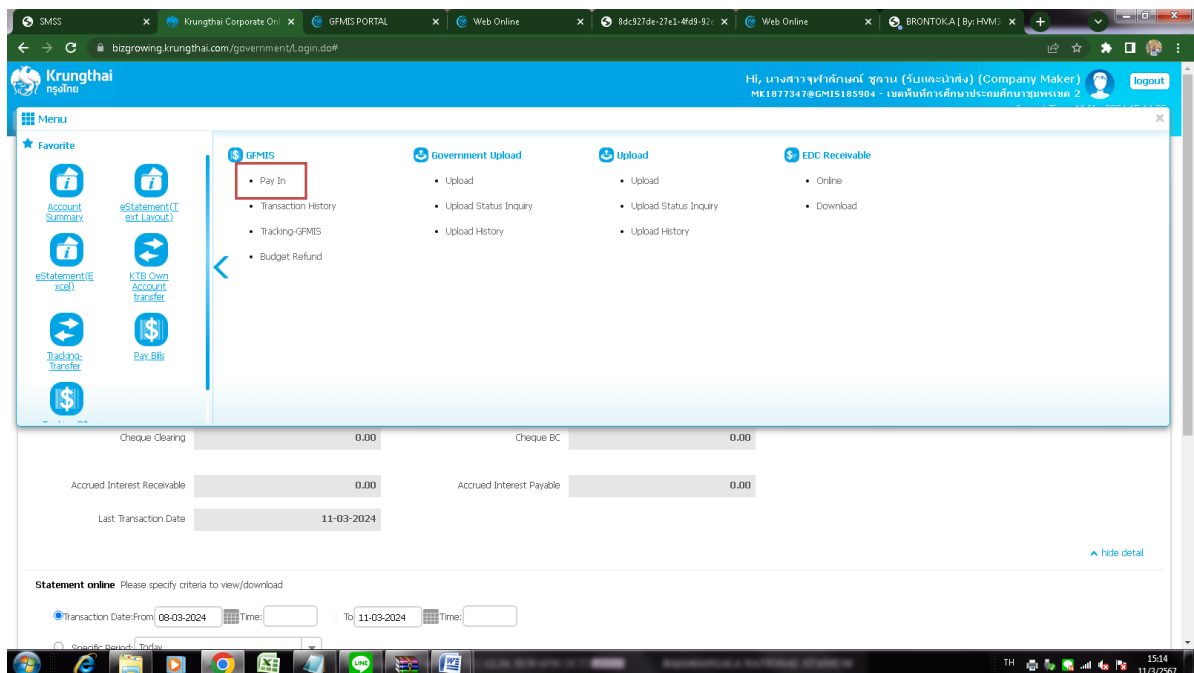 SMSS
Krungthai Corporate Onl
GFMIS PORTAL
Web Online
8dc927de-27e1-4fd9-92c
Web Online
BRONTOK.A [ By: HVM3
bizgrowing.krungthai.com/government/Login.do#
Krungthai
กรุงไทย
Hi, นางสาวจุฬาลักษณ์ ชูลาน (รับและนำส่ง) (Company Maker)
MK1877347@GMIS185904 - เขตพื้นที่การศึกษาประถมศึกษาชุมพรเขต 2
logout
Menu
Favorite
Account Summary
eStatement(T
ext Layout)
eStatement(E
xcel)
KTB Own
Account
transfer
Tracking-
Transfer
Pay Bills
GFMIS
Pay In
Transaction History
Tracking-GFMIS
Budget Refund
Government Upload
Upload
Upload Status Inquiry
Upload History
Upload
Upload
Upload Status Inquiry
Upload History
EDC Receivable
Online
Download
Cheque Clearing 0.00 Cheque BC 0.00
Accrued Interest Receivable 0.00 Accrued Interest Payable 0.00
Last Transaction Date 11-03-2024
hide detail
Statement online Please specify criteria to view/download
Transaction Date:From 08-03-2024 Time: To 11-03-2024 Time:
Specific Period: Today
TH
15:14
11/3/2567